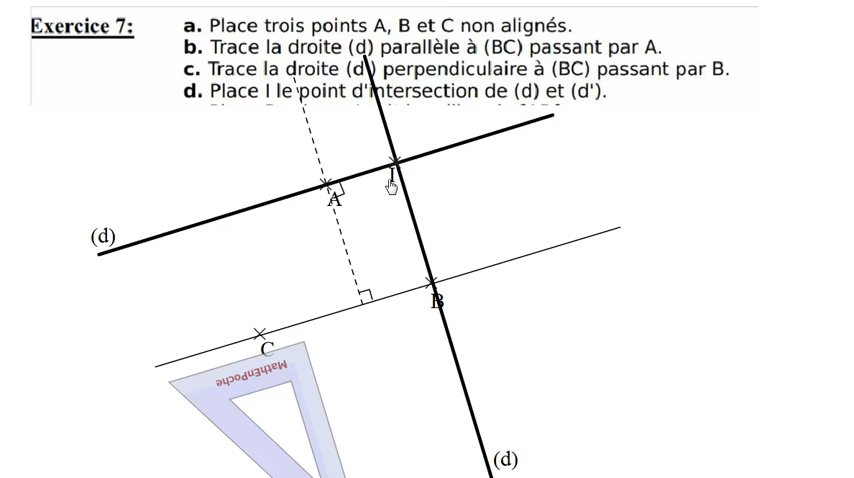 Exercice 7: a. Place trois points A, B et C non alignés.
b. Trace la droite (d) parallèle à (BC) passant par A.
c. Trace la droite (d') perpendiculaire à (BC) passant par B.
d. Place I le point d'intersection de (d) et (d').
I
A
(d)
B
C
MathEnPoche
(d)